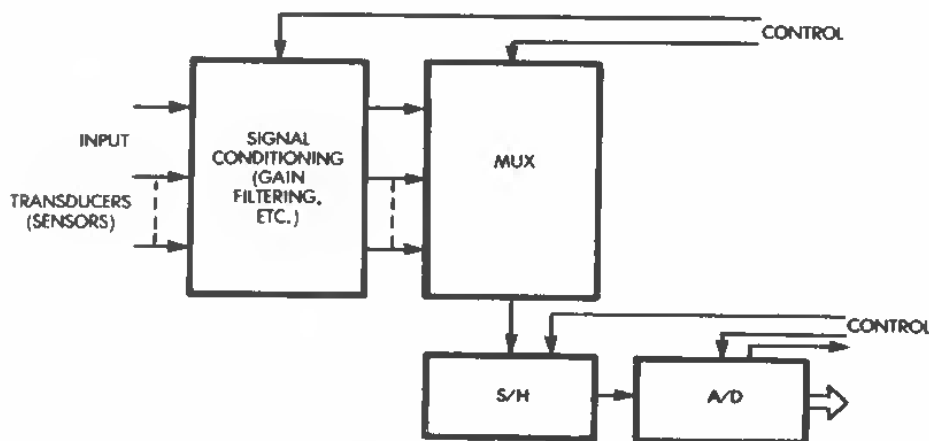 CONTROL
INPUT
TRANSDUCERS
(SENSORS)
SIGNAL
CONDITIONING
(GAIN
FILTERING,
ETC.)
MUX
CONTROL
S/H
A/D